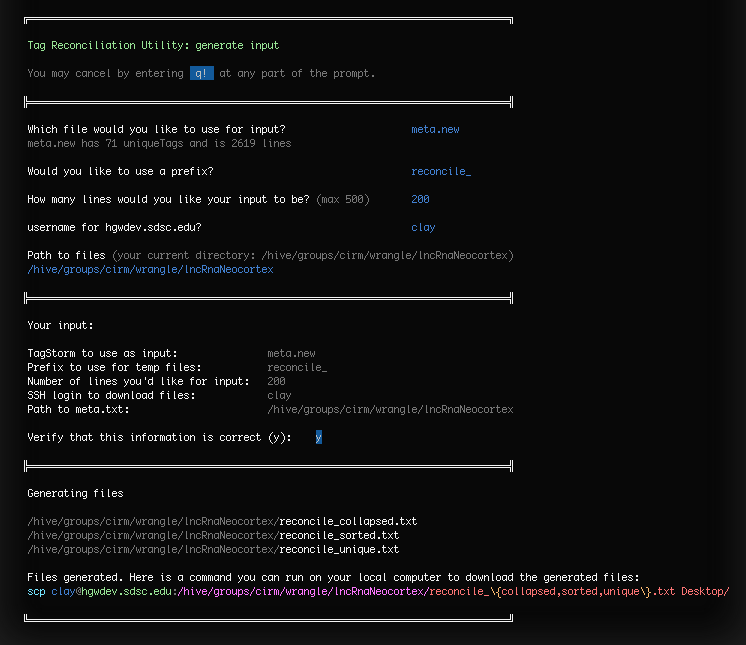 Tag Reconciliation Utility: generate input
You may cancel by entering q! at any part of the prompt.
Which file would you like to use for input? meta.new
meta.new has 71 uniqueTags and is 2619 lines
Would you like to use a prefix? reconcile_
How many lines would you like your input to be? (max 500) 200
username for hgwdev.sdsc.edu? clay
Path to files (your current directory: /hive/groups/cirm/wrangle/lncRnaNeocortex)
/hive/groups/cirm/wrangle/lncRnaNeocortex
Your input:
TagStorm to use as input: meta.new
Prefix to use for temp files: reconcile_
Number of lines you'd like for input: 200
SSH login to download files: clay
Path to meta.txt: /hive/groups/cirm/wrangle/lncRnaNeocortex
Verify that this information is correct (y): y
Generating files
/hive/groups/cirm/wrangle/lncRnaNeocortex/reconcile_collapsed.txt
/hive/groups/cirm/wrangle/lncRnaNeocortex/reconcile_sorted.txt
/hive/groups/cirm/wrangle/lncRnaNeocortex/reconcile_unique.txt
Files generated. Here is a command you can run on your local computer to download the generated files:
scp clay@hgwdev.sdsc.edu:/hive/groups/cirm/wrangle/lncRnaNeocortex/reconcile_\{collapsed,sorted,unique\}.txt Desktop/